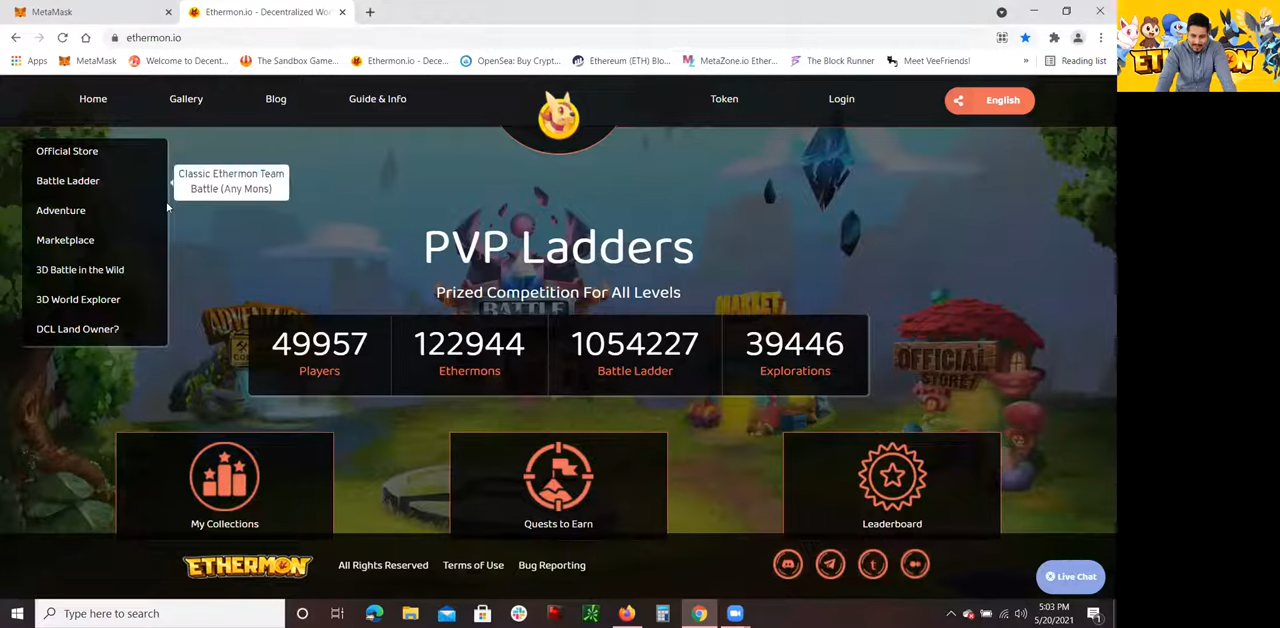 MetaMask
Ethermon.io - Decentralized Wo
ethermon.io
Apps
MetaMask
Welcome to Decent...
The Sandbox Game...
Ethermon.io - Dece...
OpenSea: Buy Crypt...
Ethereum (ETH) Blo...
MetaZone.io Ether...
The Block Runner
Meet VeeFriends!
»
Reading list
Home
Gallery
Blog
Guide & Info
Token
Login
English
Official Store
Battle Ladder
Adventure
Marketplace
3D Battle in the Wild
3D World Explorer
DCL Land Owner?
Classic Ethermon Team
Battle (Any Mons)
PVP Ladders
Prized Competition For All Levels
BATTLE
MARKET
OFFICIAL
STORE
49957
Players
122944
Ethermons
1054227
Battle Ladder
39446
Explorations
My Collections
Quests to Earn
Leaderboard
ETHERMON
All Rights Reserved
Terms of Use
Bug Reporting
Live Chat
Type here to search
5:03 PM
5/20/2021